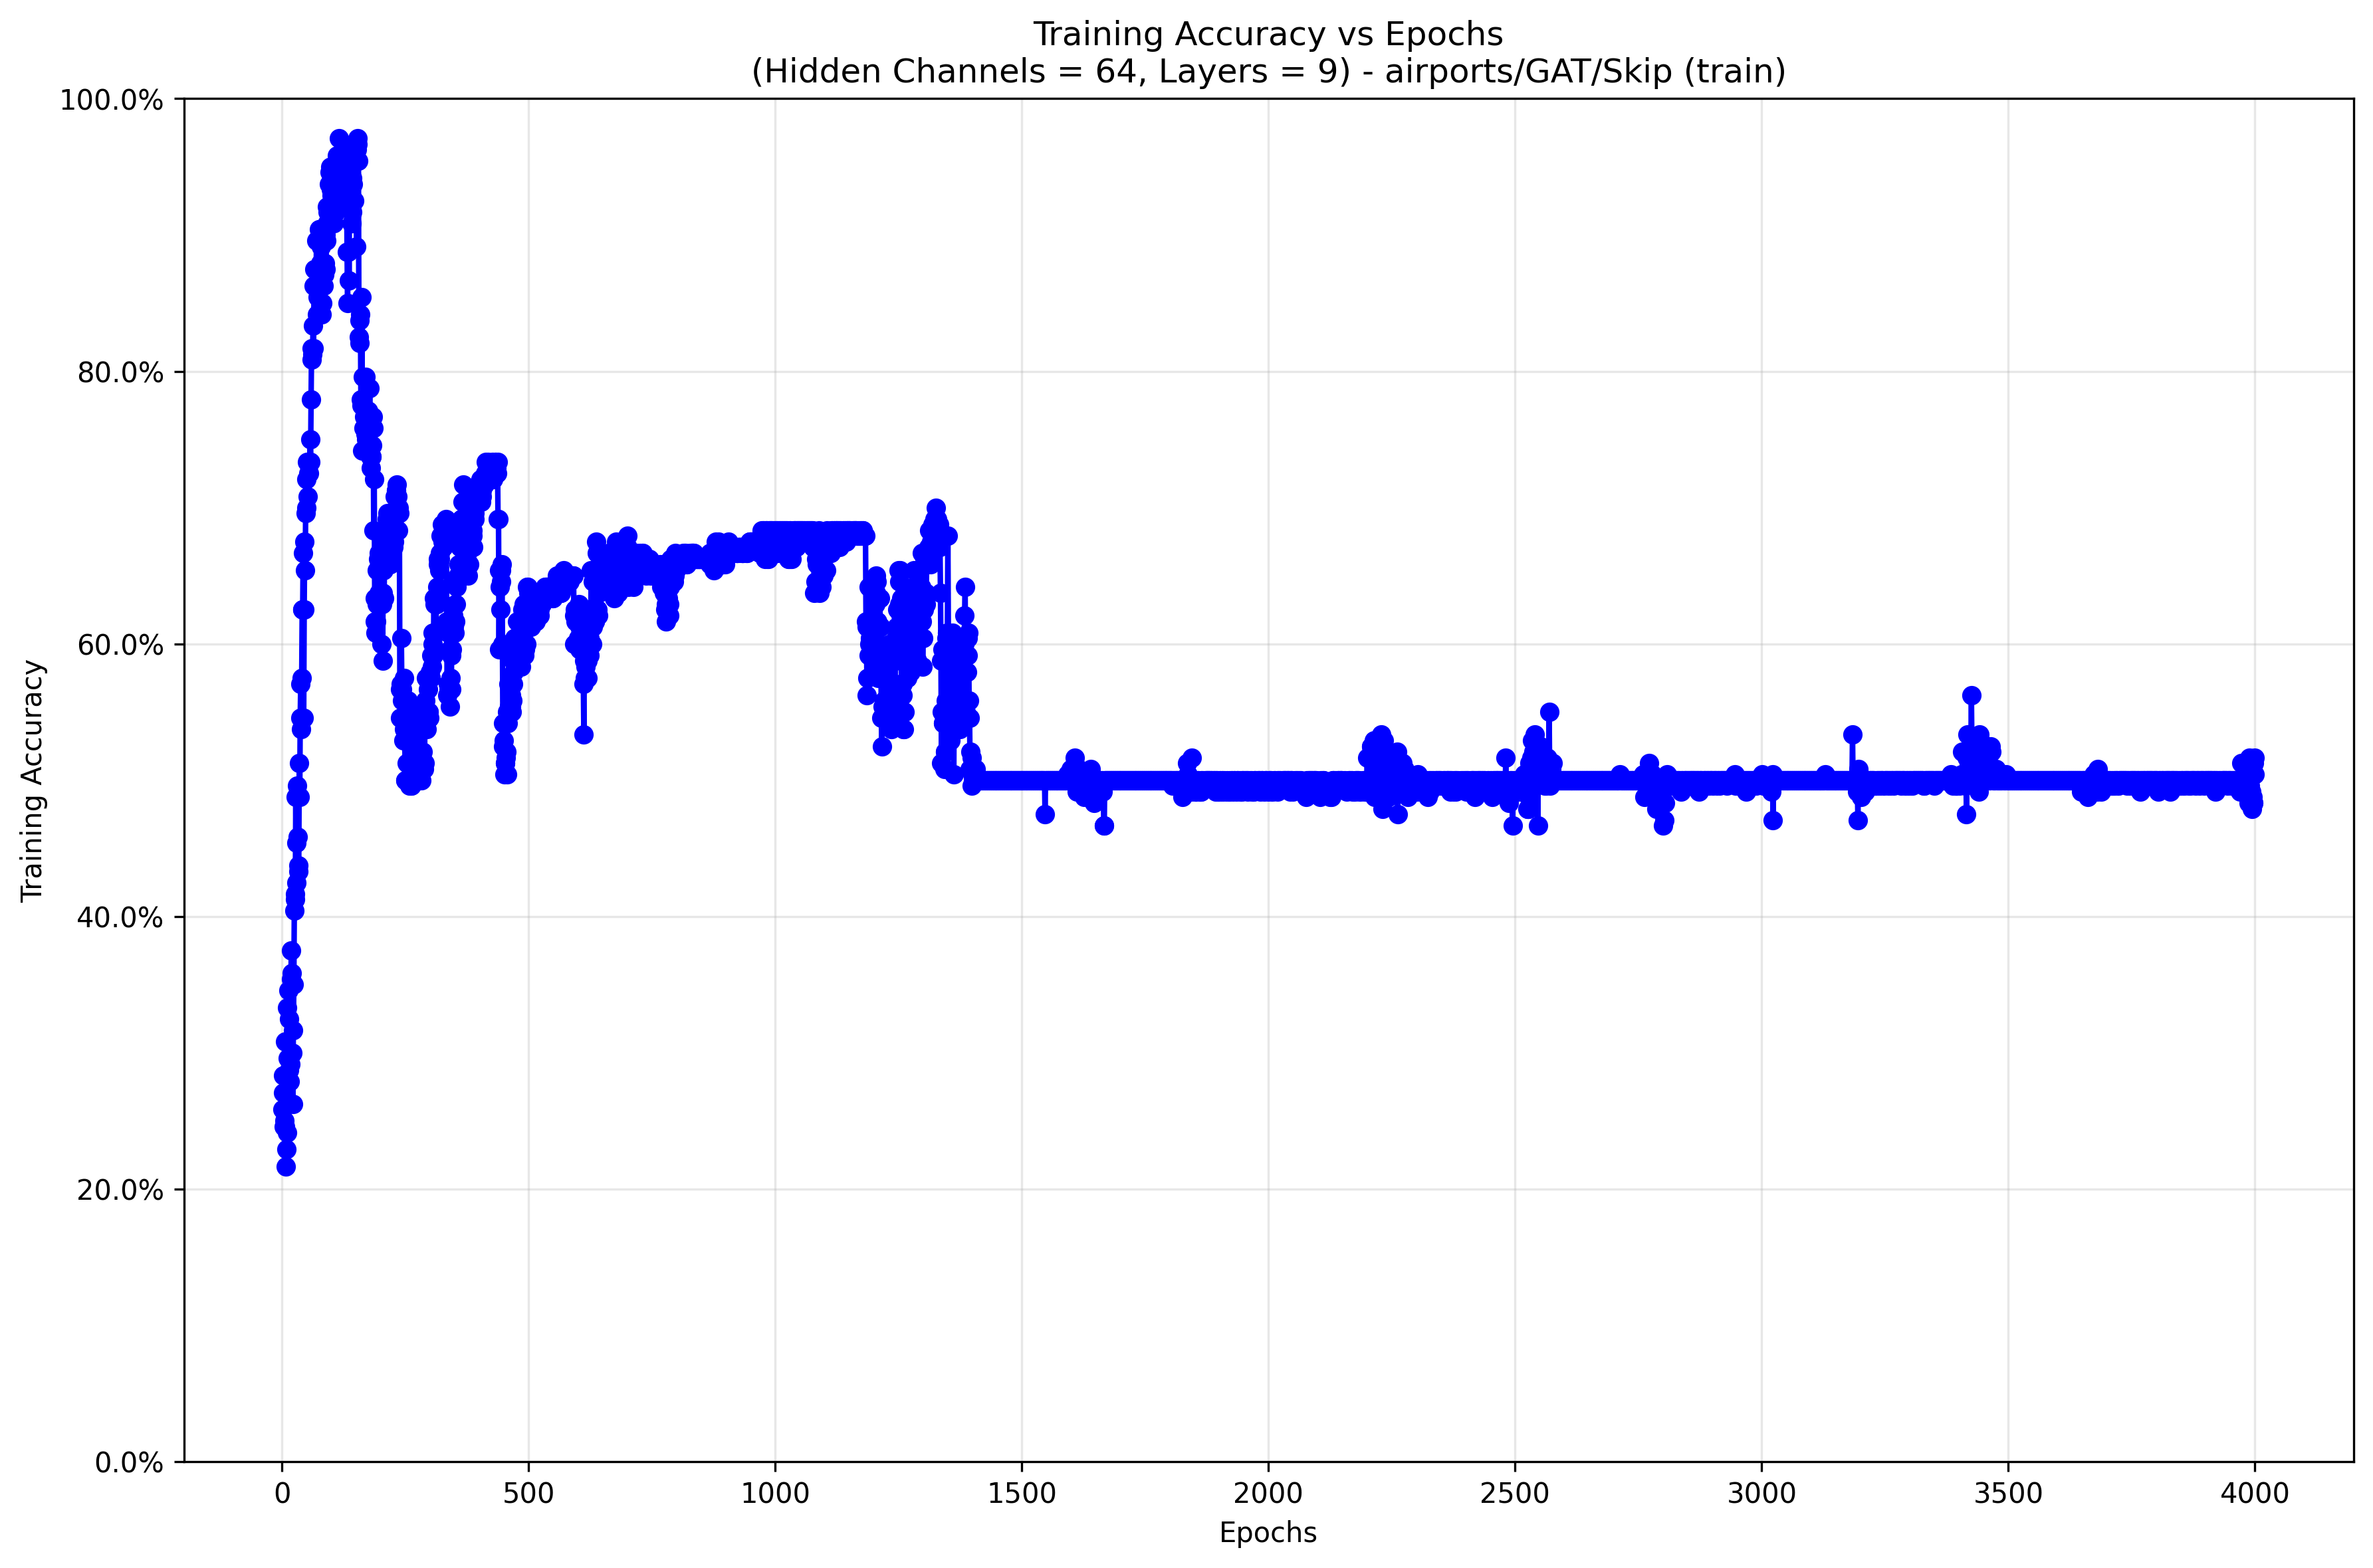 Training Accuracy vs Epochs
(Hidden Channels = 64, Layers = 9) - airports/GAT/Skip (train)
100.0%
80.0%
60.0%
40.0%
20.0%
0.0%
Training Accuracy
0 500 1000 1500 2000 2500 3000 3500 4000
Epochs